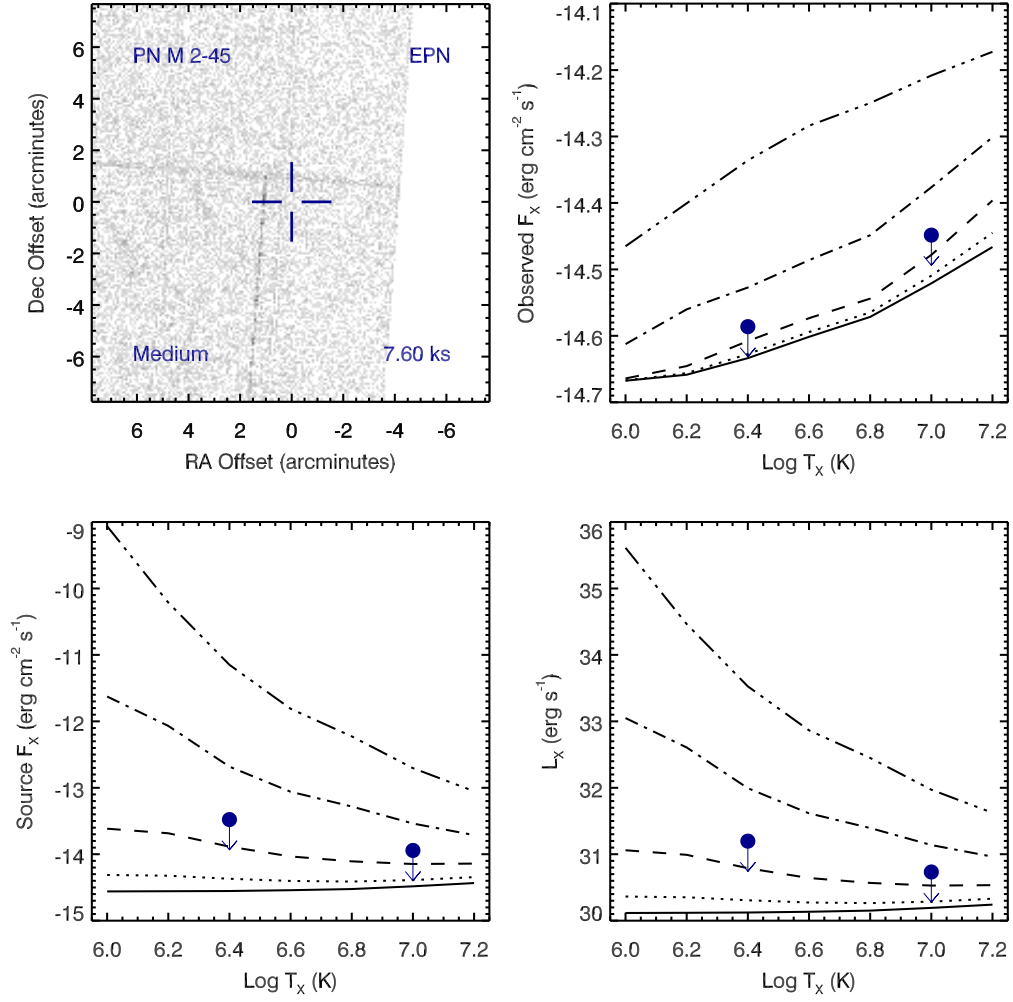 PN M 2-45 EPN
Medium 7.60 ks
6
4
2
0
-2
-4
-6
Dec Offset (arcminutes)
6 4 2 0 -2 -4 -6
RA Offset (arcminutes)
-14.1
-14.2
-14.3
-14.4
-14.5
-14.6
-14.7
Observed F_X (erg cm^-2 s^-1)
6.0 6.2 6.4 6.6 6.8 7.0 7.2
Log T_X (K)
-9
-10
-11
-12
-13
-14
-15
Source F_X (erg cm^-2 s^-1)
6.0 6.2 6.4 6.6 6.8 7.0 7.2
Log T_X (K)
36
35
34
33
32
31
30
L_X (erg s^-1)
6.0 6.2 6.4 6.6 6.8 7.0 7.2
Log T_X (K)